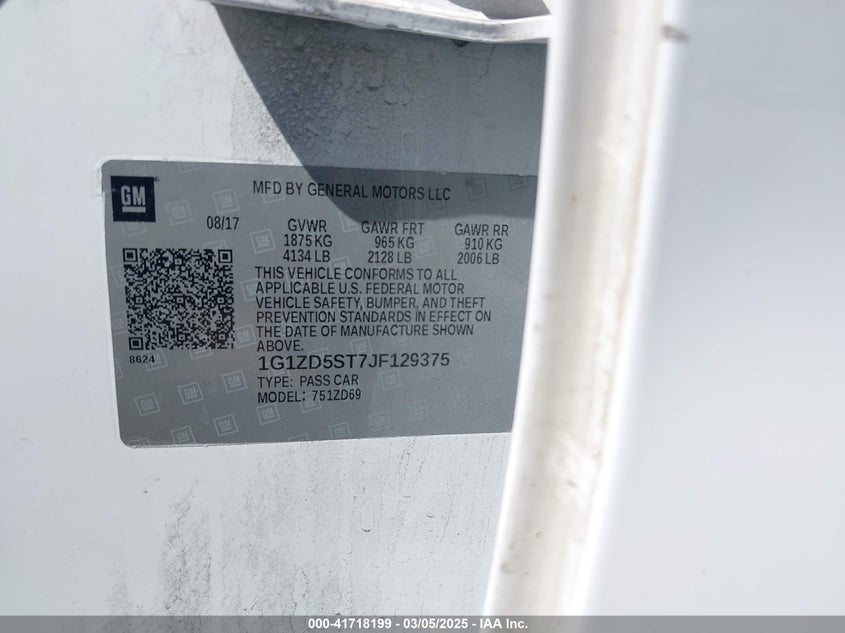 GM
MFD BY GENERAL MOTORS LLC
08/17 GVWR GAWR FRT GAWR RR
1875 KG 965 KG 910 KG
4134 LB 2128 LB 2006 LB
THIS VEHICLE CONFORMS TO ALL
APPLICABLE U.S. FEDERAL MOTOR
VEHICLE SAFETY, BUMPER, AND THEFT
PREVENTION STANDARDS IN EFFECT ON
THE DATE OF MANUFACTURE SHOWN
ABOVE.
8624
1G1ZD5ST7JF129375
TYPE: PASS CAR
MODEL: 751ZD69
000-41718199 - 03/05/2025 - IAA Inc.